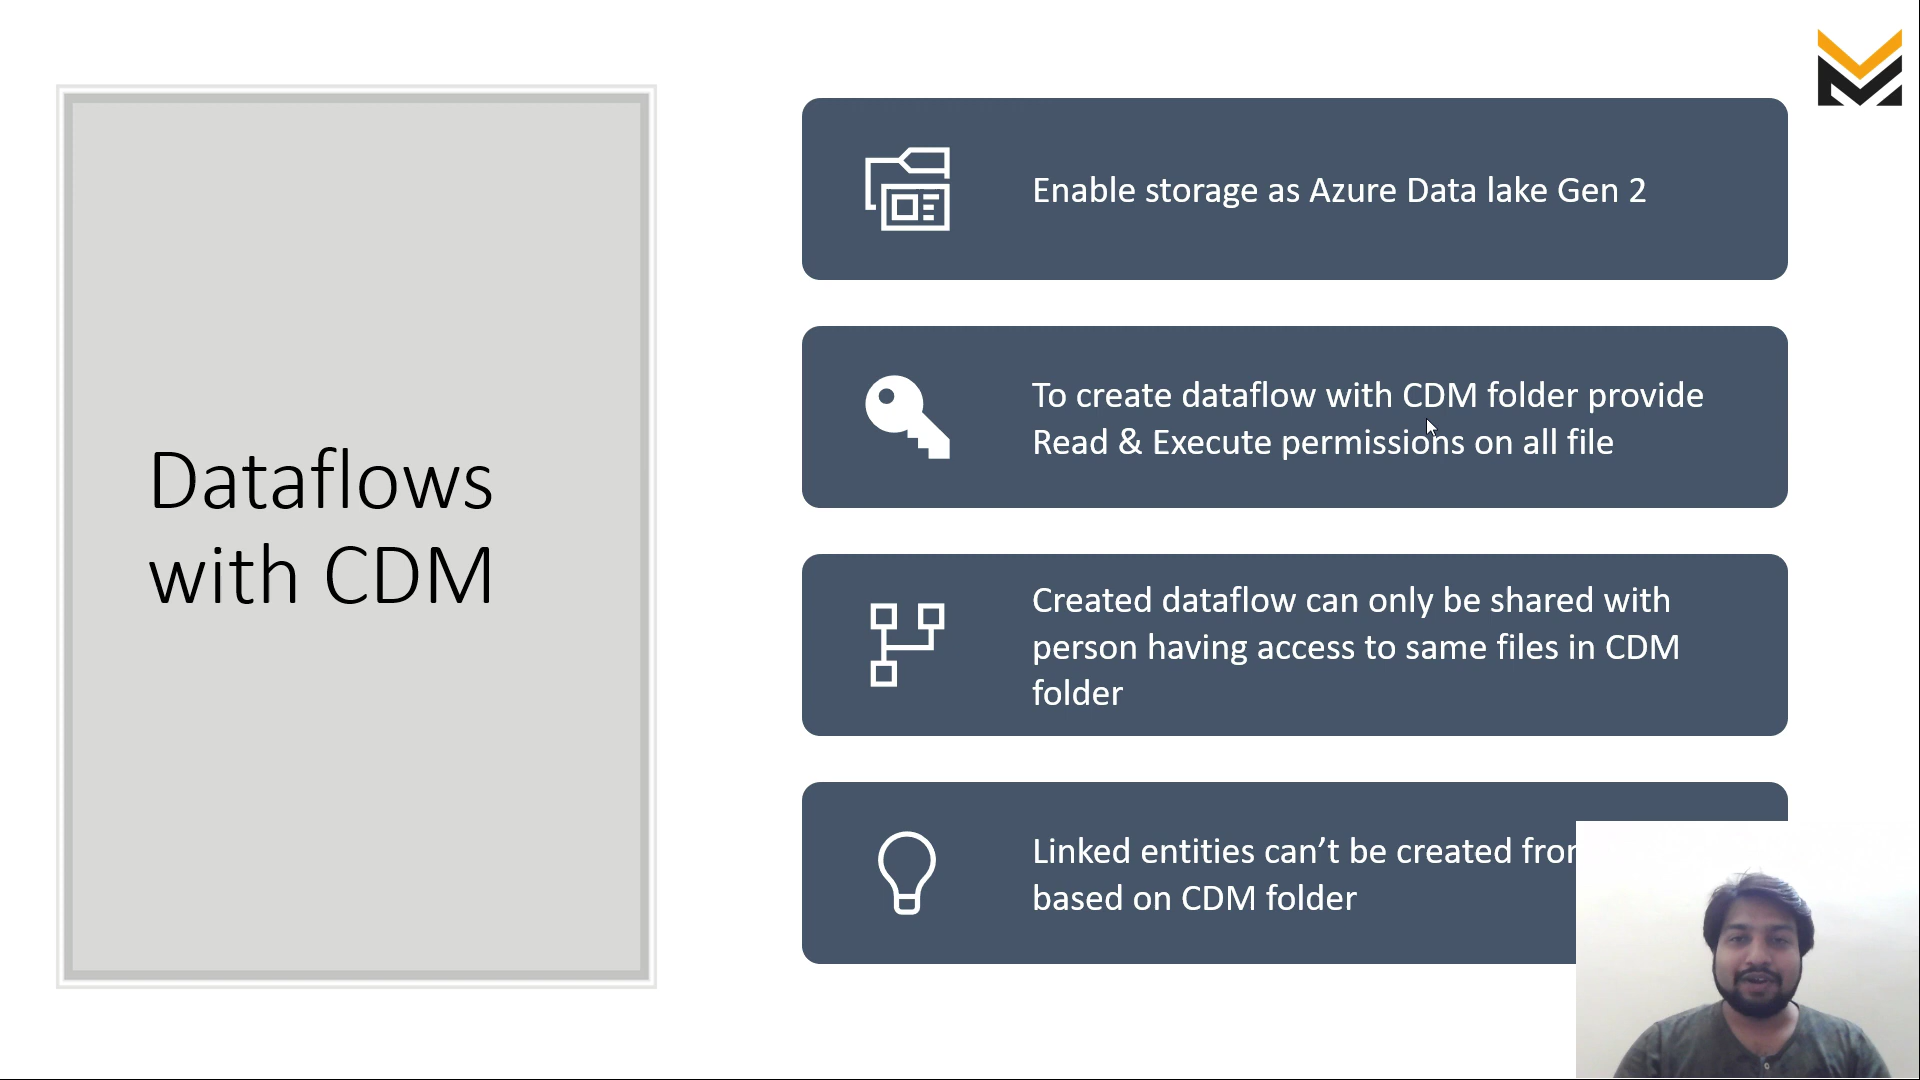 Dataflows
with CDM
Enable storage as Azure Data lake Gen 2
To create dataflow with CDM folder provide
Read & Execute permissions on all file
Created dataflow can only be shared with
person having access to same files in CDM
folder
Linked entities can’t be created
based on CDM folder